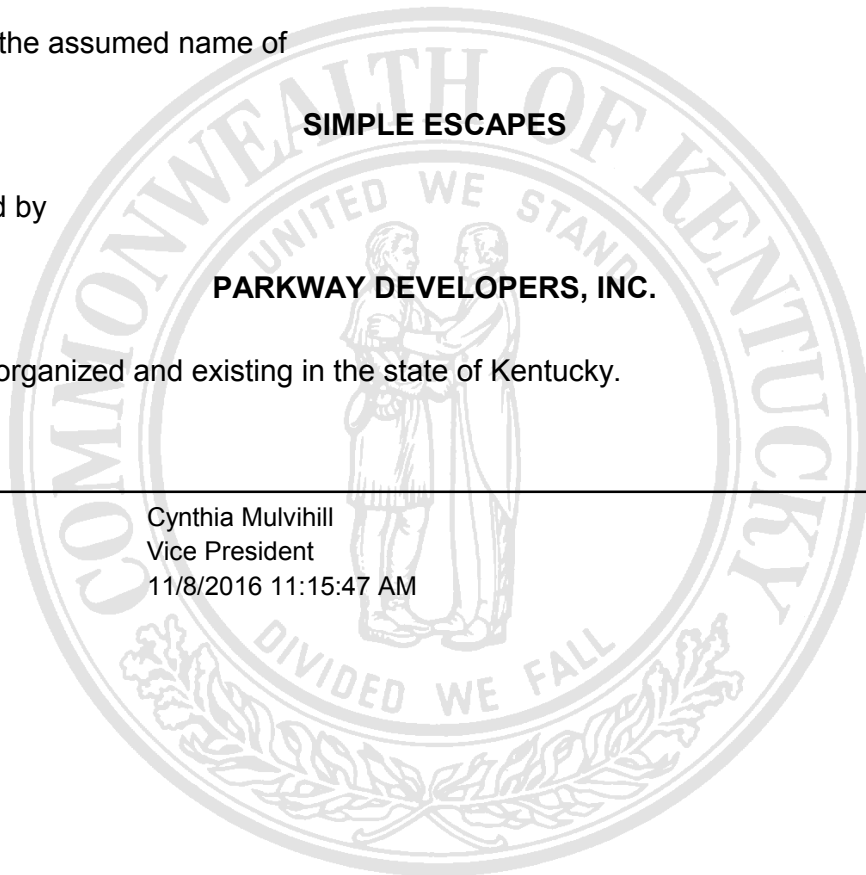 the assumed name of
SIMPLE ESCAPES
d by
PARKWAY DEVELOPERS, INC.
organized and existing in the state of Kentucky.
Cynthia Mulvihill
Vice President
11/8/2016 11:15:47 AM
COMMONWEALTH OF KENTUCKY
UNITED WE STAND
DIVIDED WE FALL